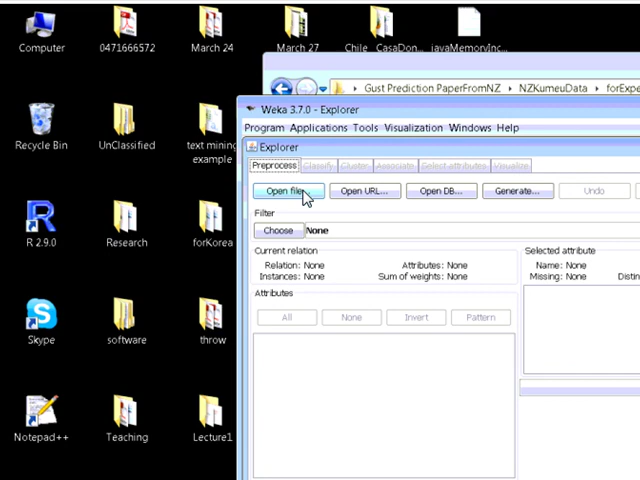 Computer
0471666572
March 24
March 27
Chile_CasaDon...
javaMemoryInc...
Gust Prediction PaperFromNZ
NZKumeuDATA
forExpe
Weka 3.7.0 - Explorer
Program Applications Tools Visualization Windows Help
Explorer
Preprocess Classify Cluster Associate Select attributes Visualize
Open file...
Open URL...
Open DB...
Generate...
Undo
Filter
Choose
None
Current relation
Relation: None
Attributes: None
Instances: None
Sum of weights: None
Selected attribute
Name: None
Missing: None
Distin
Attributes
All
None
Invert
Pattern
Recycle Bin
UnClassified
text mining
example
R 2.9.0
Research
forKorea
Skype
software
throw
Notepad++
Teaching
Lecture1